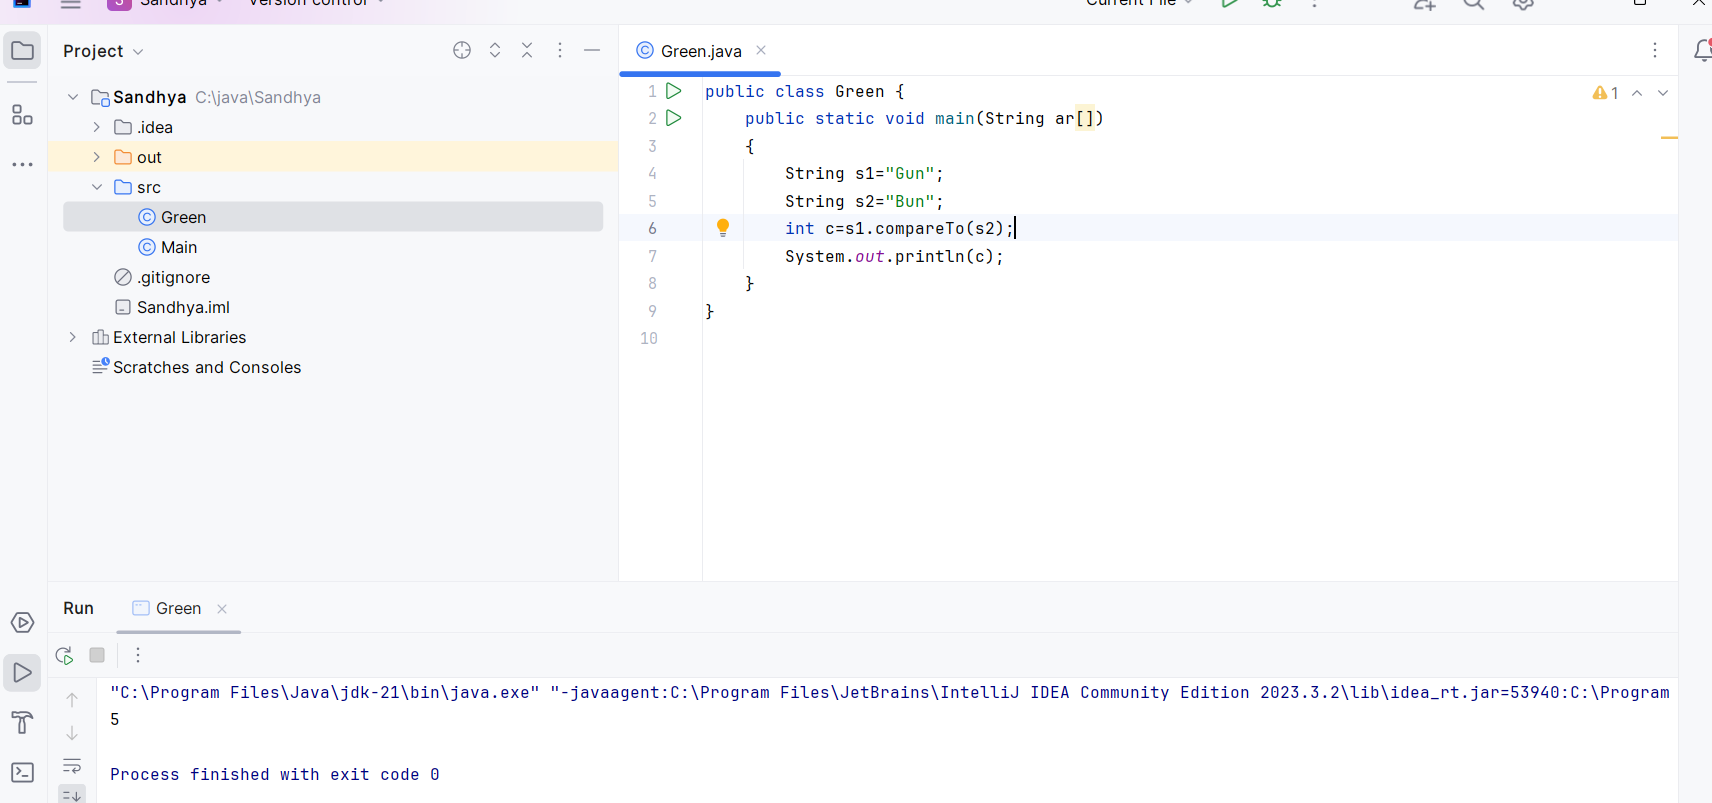 S Sandhya Version control Current File
Project
Green.java
Sandhya C:\java\Sandhya
.idea
out
src
Green
Main
.gitignore
Sandhya.iml
External Libraries
Scratches and Consoles
1 public class Green {
2 public static void main(String ar[])
3 {
4 String s1="Gun";
5 String s2="Bun";
6 int c=s1.compareTo(s2);
7 System.out.println(c);
8 }
9 }
10
1
Run Green
"C:\Program Files\Java\jdk-21\bin\java.exe" "-javaagent:C:\Program Files\JetBrains\IntelliJ IDEA Community Edition 2023.3.2\lib\idea_rt.jar=53940:C:\Program
5
Process finished with exit code 0